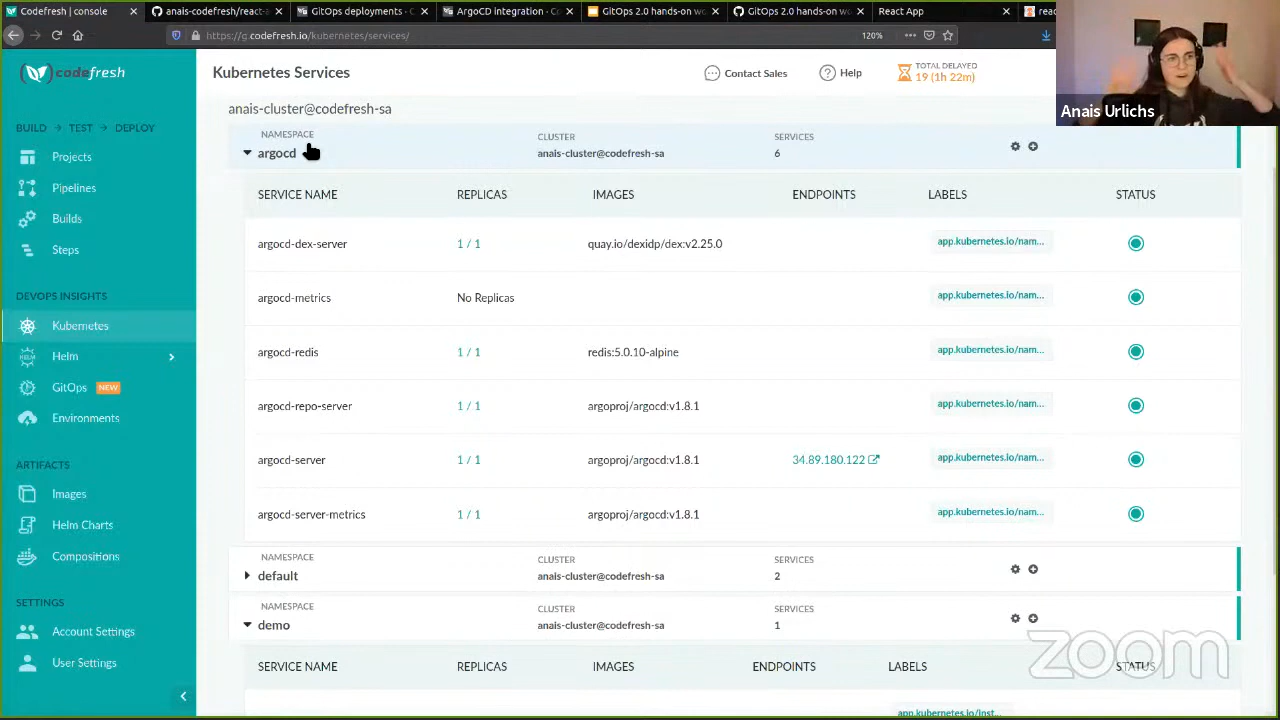 Codefresh | console
anais-codefresh/react-a
GitOps deployments - C
ArgoCD integration - C
GitOps 2.0 hands-on w
GitOps 2.0 hands-on wo
React App
reac
https://g.codefresh.io/kubernetes/services/
120%
codefresh
Kubernetes Services
Contact Sales
Help
TOTAL DELAYED
19 (1h 22m)
Anais Urlichs
BUILD → TEST → DEPLOY
Projects
Pipelines
Builds
Steps
DEVOPS INSIGHTS
Kubernetes
HELM
Helm
GitOps NEW
Environments
ARTIFACTS
Images
Helm Charts
Compositions
SETTINGS
Account Settings
User Settings
anais-cluster@codefresh-sa
NAMESPACE CLUSTER SERVICES
argocd anais-cluster@codefresh-sa 6
SERVICE NAME REPLICAS IMAGES ENDPOINTS LABELS STATUS
argocd-dex-server 1 / 1 quay.io/dexidp/dex:v2.25.0 app.kubernetes.io/nam...
argocd-metrics No Replicas app.kubernetes.io/nam...
argocd-redis 1 / 1 redis:5.0.10-alpine app.kubernetes.io/nam...
argocd-repo-server 1 / 1 argoproj/argocd:v1.8.1 app.kubernetes.io/nam...
argocd-server 1 / 1 argoproj/argocd:v1.8.1 34.89.180.122 app.kubernetes.io/nam...
argocd-server-metrics 1 / 1 argoproj/argocd:v1.8.1 app.kubernetes.io/nam...
NAMESPACE CLUSTER SERVICES
default anais-cluster@codefresh-sa 2
NAMESPACE CLUSTER SERVICES
demo anais-cluster@codefresh-sa 1
SERVICE NAME REPLICAS IMAGES ENDPOINTS LABELS STATUS
app.kubernetes.io/inst...
zoom